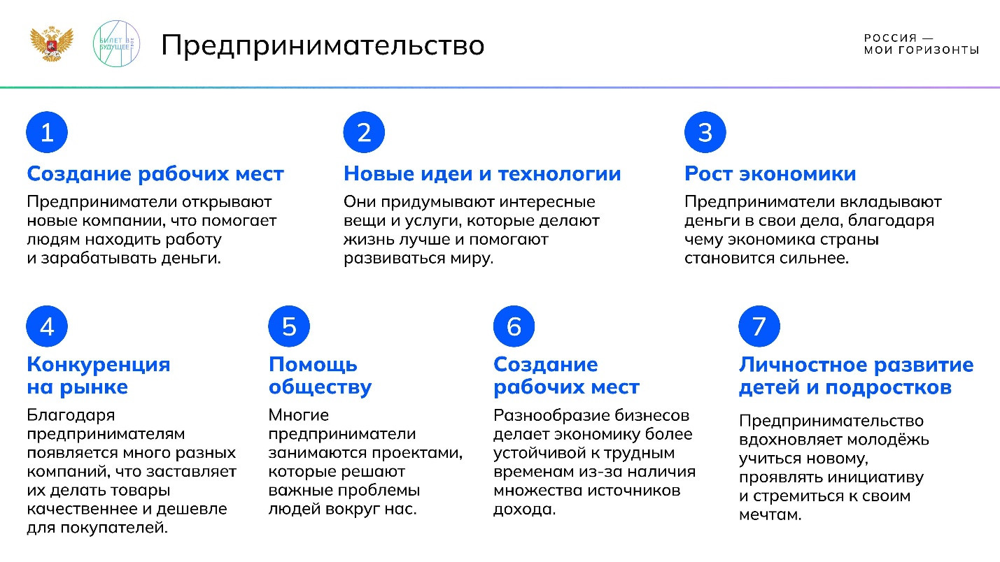 БИЛЕТ В
БУДУЩЕЕ
Предпринимательство
РОССИЯ —
МОИ ГОРИЗОНТЫ
1
Создание рабочих мест
Предприниматели открывают
новые компании, что помогает
людям находить работу
и зарабатывать деньги.
2
Новые идеи и технологии
Они придумывают интересные
вещи и услуги, которые делают
жизнь лучше и помогают
развиваться миру.
3
Рост экономики
Предприниматели вкладывают
деньги в свои дела, благодаря
чему экономика страны
становится сильнее.
4
Конкуренция
на рынке
Благодаря
предпринимателям
появляется много разных
компаний, что заставляет
их делать товары
качественнее и дешевле
для покупателей.
5
Помощь
обществу
Многие
предприниматели
занимаются проектами,
которые решают
важные проблемы
людей вокруг нас.
6
Создание
рабочих мест
Разнообразие бизнесов
делает экономику более
устойчивой к трудным
временам из-за наличия
множества источников
дохода.
7
Личностное развитие
детей и подростков
Предпринимательство
вдохновляет молодёжь
учиться новому,
проявлять инициативу
и стремиться к своим
мечтам.